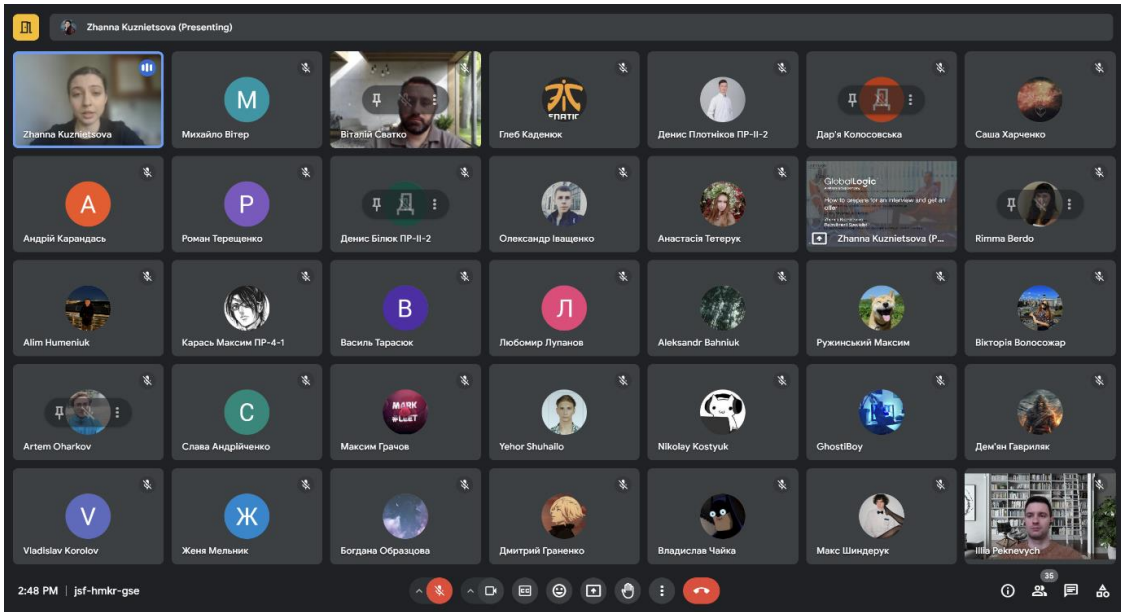 Zhanna Kuznietsova (Presenting)
Zhanna Kuznietsova
М
Михайло Вітер
Віталій Сватко
FNATIC
Глеб Каденюк
Денис Плотніков ПР-ІІ-2
Дар'я Колосовська
Саша Харченко
А
Андрій Карандась
Р
Роман Терещенко
Денис Білюк ПР-ІІ-2
Олександр Іващенко
Анастасія Тетерук
GlobalLogic
How to prepare for an interview and get an
offer
Zhanna Kuznietsova (P...
Rimma Berdo
Alim Humeniuk
Карась Максим ПР-4-1
В
Василь Тарасюк
Л
Любомир Лупанов
Aleksandr Bahniuk
Ружинський Максим
Вікторія Волосожар
Artem Oharkov
С
Слава Андрійченко
MARK
Максим Грачов
Yehor Shuhailo
Nikolay Kostyuk
GhostiBoy
Дем'ян Гавриляк
V
Vladislav Korolov
Ж
Женя Мельник
Богдана Образцова
Дмитрий Граненко
Владислав Чайка
Макс Шиндерук
Illia Peknevych
2:48 PM | jsf-hmkr-gse
CC
35